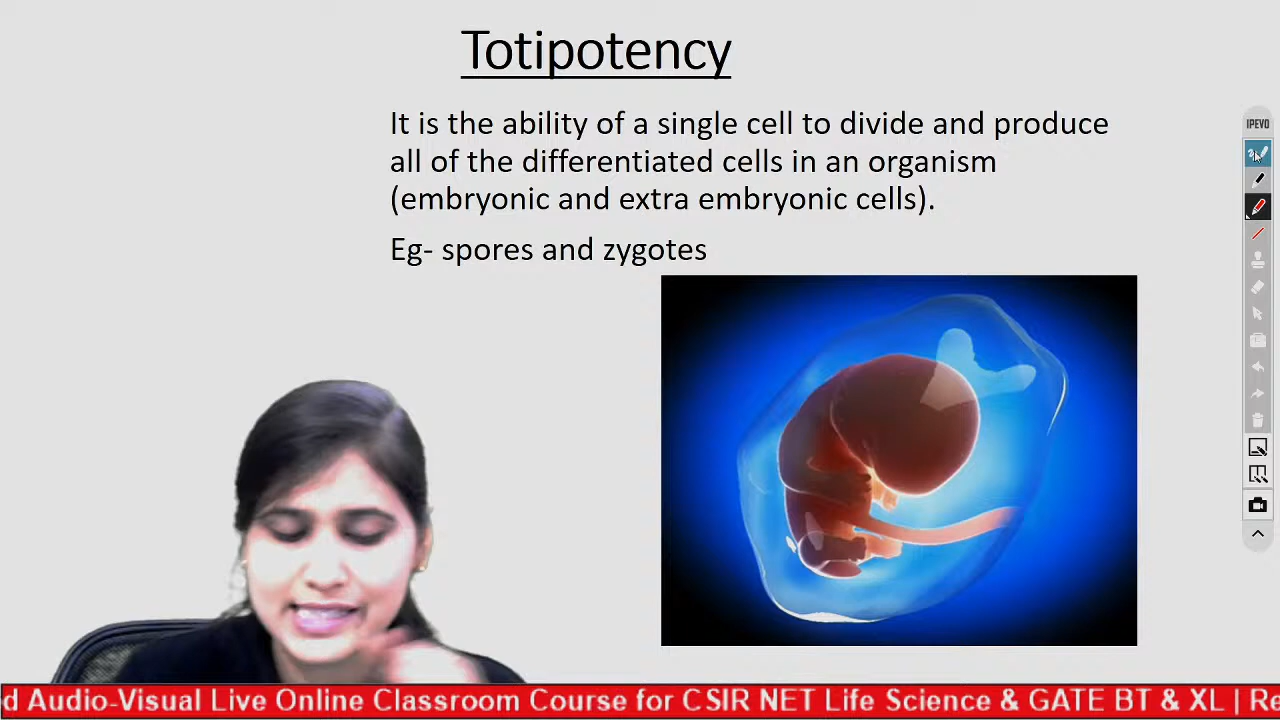 Totipotency
It is the ability of a single cell to divide and produce
all of the differentiated cells in an organism
(embryonic and extra embryonic cells).
Eg- spores and zygotes
IPEVO
d Audio-Visual Live Online Classroom Course for CSIR NET Life Science & GATE BT & XL | Re